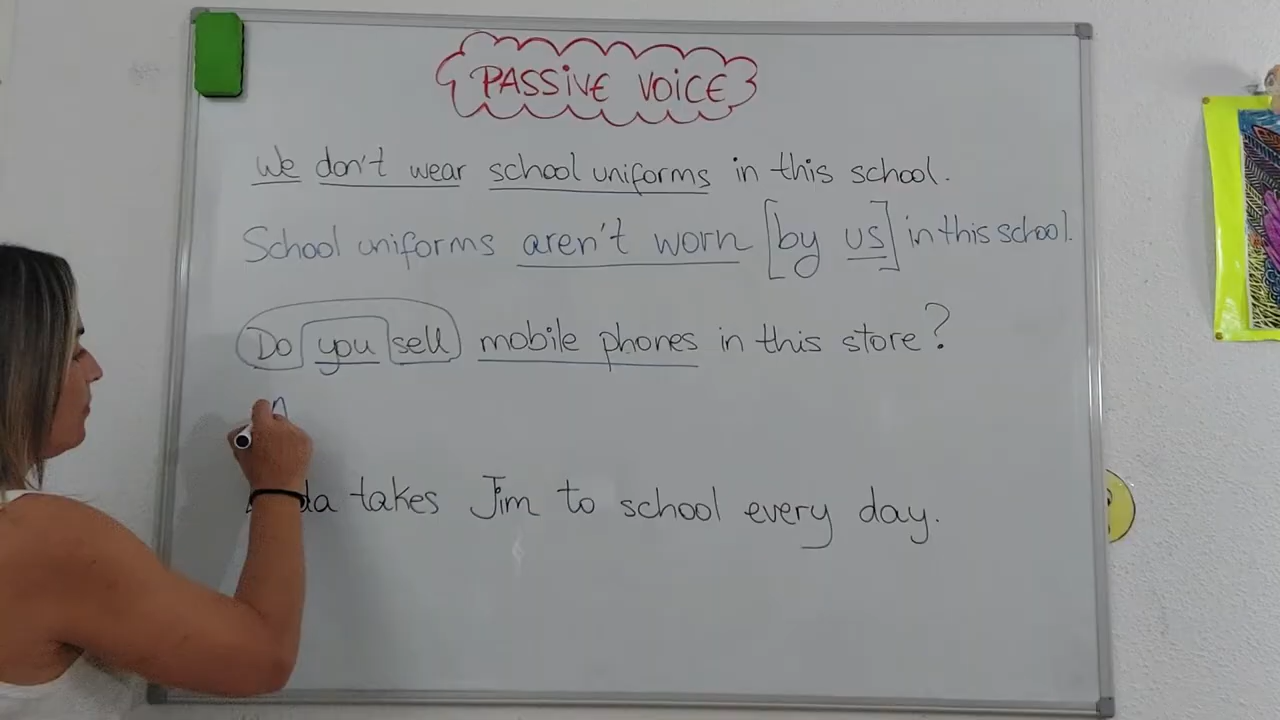 PASSIVE VOICE
We don't wear school uniforms in this school.
School uniforms aren't worn [by us] in this school.
Do you sell mobile phones in this store?
takes Jim to school every day.